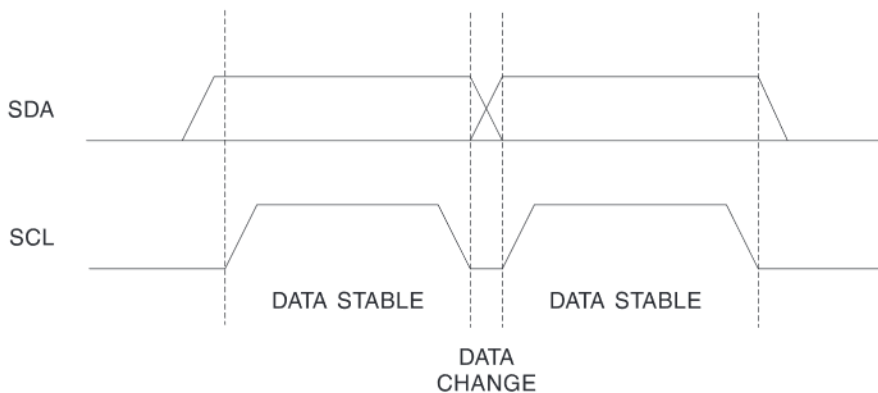 SDA
SCL
DATA STABLE
DATA STABLE
DATA
CHANGE